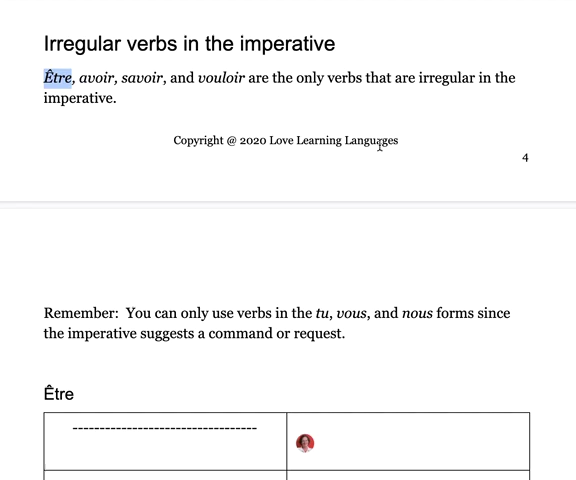 Irregular verbs in the imperative
Être, avoir, savoir, and vouloir are the only verbs that are irregular in the
imperative.
Copyright @ 2020 Love Learning Languages
4
Remember:  You can only use verbs in the tu, vous, and nous forms since
the imperative suggests a command or request.
Être
----------------------------------